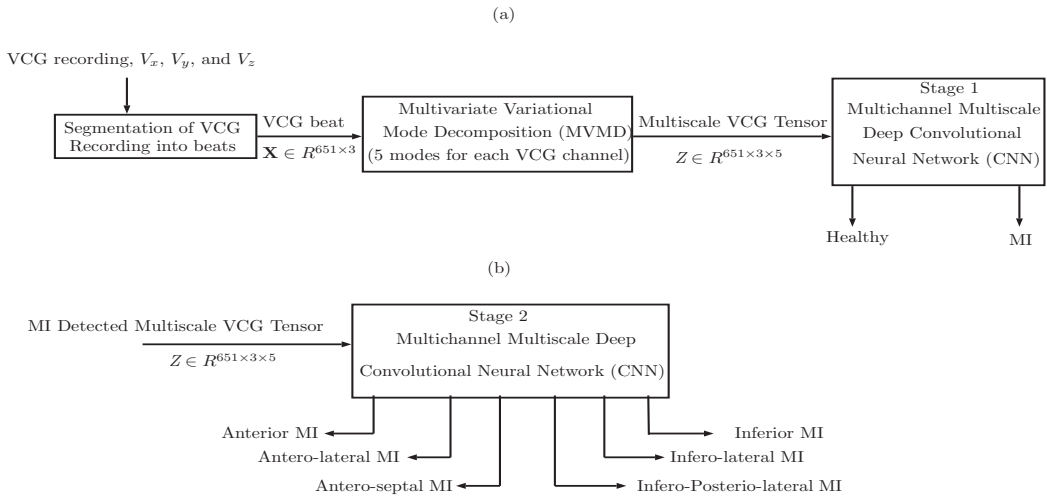 (a)
VCG recording, Vx, Vy, and Vz
Segmentation of VCG
Recording into beats
VCG beat
X ∈ R^{651×3}
Multivariate Variational
Mode Decomposition (MVMD)
(5 modes for each VCG channel)
Multiscale VCG Tensor
Z ∈ R^{651×3×5}
Stage 1
Multichannel Multiscale
Deep Convolutional
Neural Network (CNN)
Healthy
MI
(b)
MI Detected Multiscale VCG Tensor
Z ∈ R^{651×3×5}
Stage 2
Multichannel Multiscale Deep
Convolutional Neural Network (CNN)
Anterior MI
Inferior MI
Antero-lateral MI
Infero-lateral MI
Antero-septal MI
Infero-Posterio-lateral MI